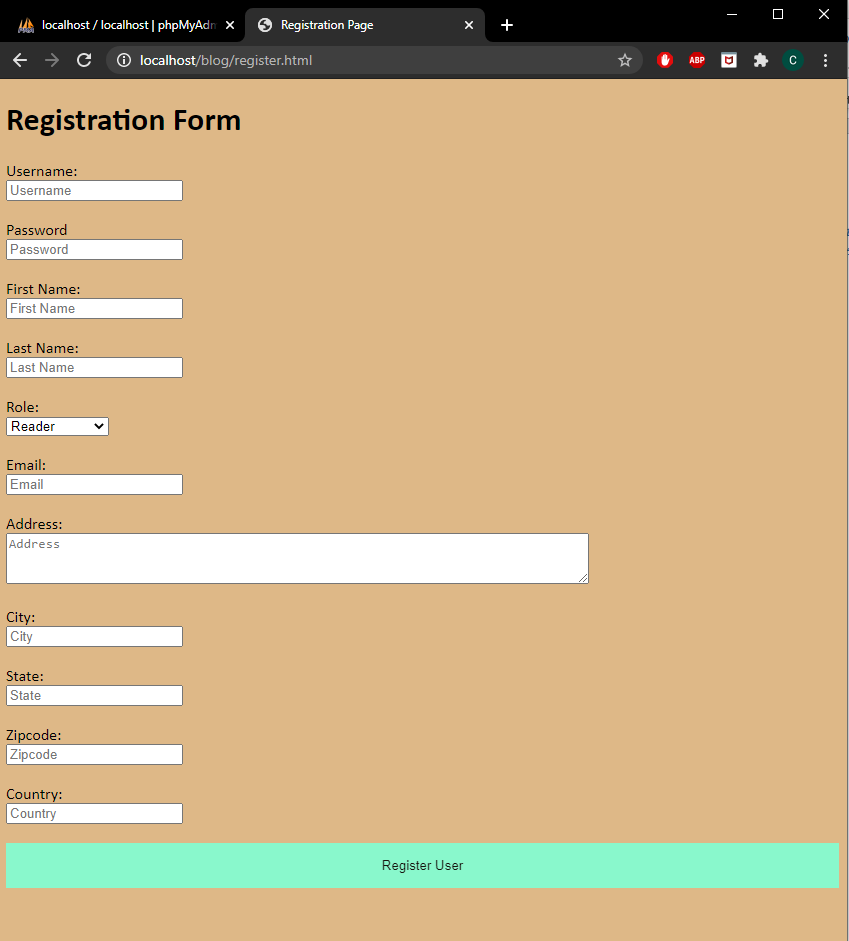 localhost / localhost | phpMyAdm
Registration Page
localhost/blog/register.html
ABP
C
Registration Form
Username:
Username
Password
Password
First Name:
First Name
Last Name:
Last Name
Role:
Reader
Email:
Email
Address:
Address
City:
City
State:
State
Zipcode:
Zipcode
Country:
Country
Register User